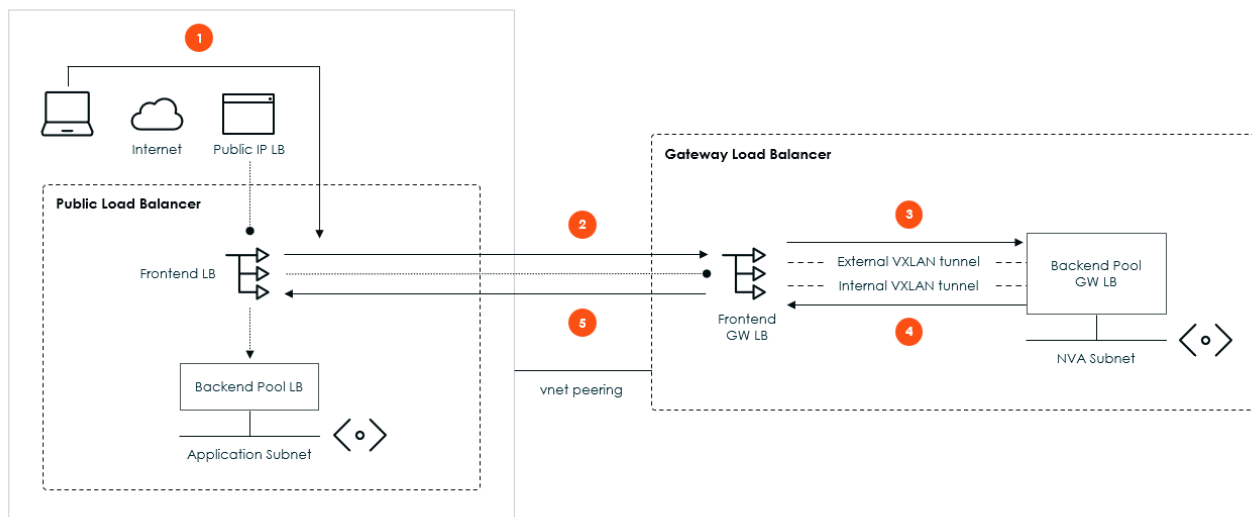 1
Internet
Public IP LB
Public Load Balancer
Frontend LB
Backend Pool LB
Application Subnet
2
5
vnet peering
Gateway Load Balancer
3
External VXLAN tunnel
Internal VXLAN tunnel
4
Frontend
GW LB
Backend Pool
GW LB
NVA Subnet